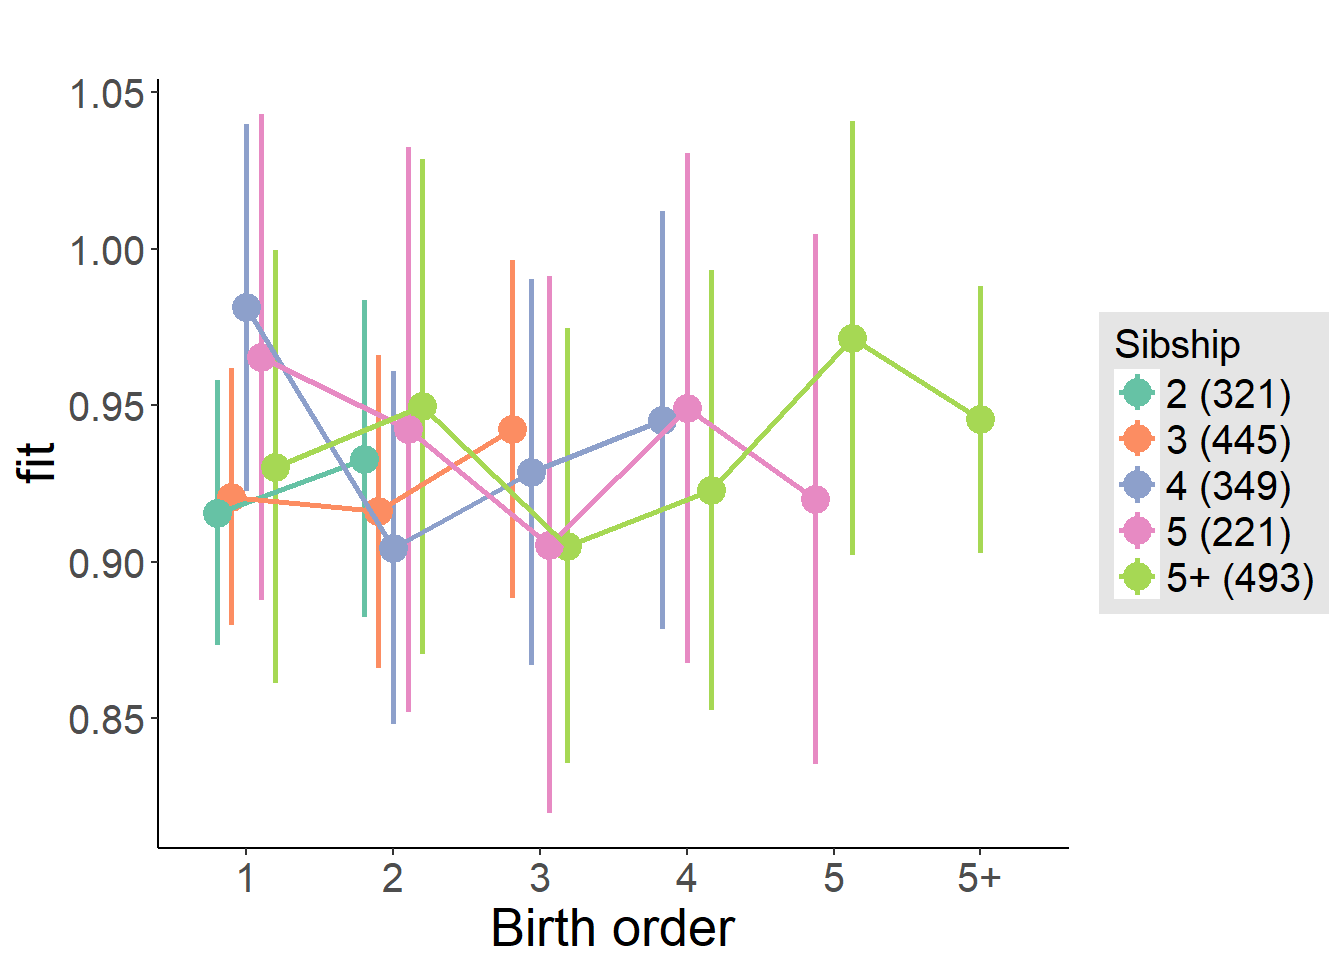 1.05
1.00
0.95
0.90
0.85
fit
1 2 3 4 5 5+
Birth order
Sibship
2 (321)
3 (445)
4 (349)
5 (221)
5+ (493)